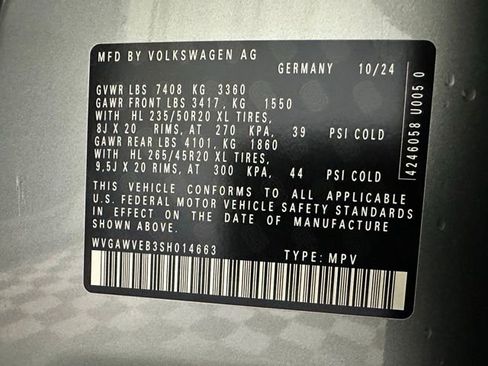 MFD BY VOLKSWAGEN AG
GERMANY 10/24
GVWR LBS 7408 KG 3360
GAWR FRONT LBS 3417, KG 1550
WITH HL 235/50R20 XL TIRES,
8J X 20 RIMS, AT 270 KPA, 39 PSI COLD
GAWR REAR LBS 4101, KG 1860
WITH HL 265/45R20 XL TIRES,
9,5J X 20 RIMS, AT 300 KPA, 44 PSI COLD
THIS VEHICLE CONFORMS TO ALL APPLICABLE
U.S. FEDERAL MOTOR VEHICLE SAFETY STANDARDS
IN EFFECT ON THE DATE OF MANUFACTURE
SHOWN ABOVE.
WVGAWVEB3SH014663 TYPE: MPV
4246058 U005 0